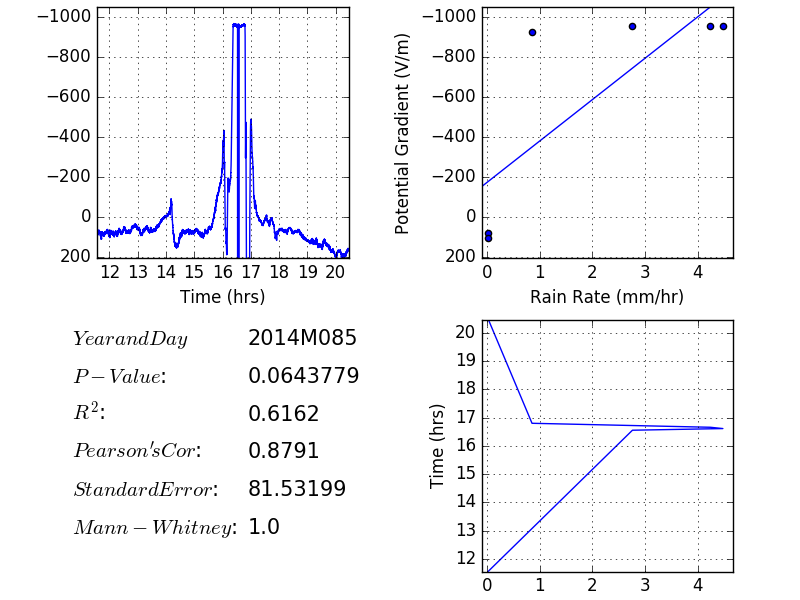 −1000
−800
−600
−400
−200
0
200
12 13 14 15 16 17 18 19 20
Time (hrs)
Potential Gradient (V/m)
−1000
−800
−600
−400
−200
0
200
0 1 2 3 4
Rain Rate (mm/hr)
YearandDay 2014M085
P − Value: 0.0643779
R²: 0.6162
Pearson'sCor: 0.8791
StandardError: 81.53199
Mann − Whitney: 1.0
Time (hrs)
20
19
18
17
16
15
14
13
12
0 1 2 3 4